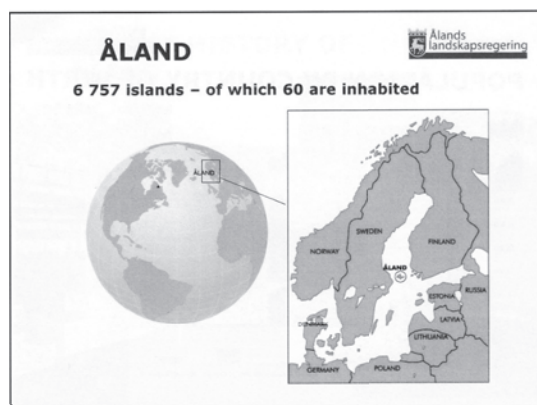 ÅLAND
Ålands
landskapsregering
6 757 islands – of which 60 are inhabited
ÅLAND
NORWAY
SWEDEN
FINLAND
ÅLAND
ESTONIA
RUSSIA
LATVIA
DENMARK
LITHUANIA
GERMANY
POLAND